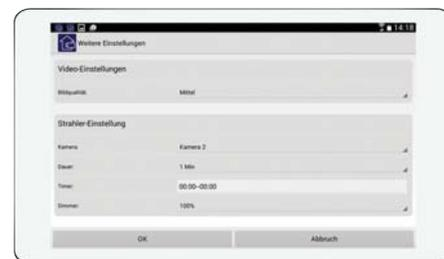 14:18
Weitere Einstellungen
Video-Einstellungen
Bildqualität: Mittel
Strahler-Einstellung
Kamera: Kamera 2
Dauer: 1 Min
Timer: 00:00~00:00
Dimmer: 100%
OK Abbruch